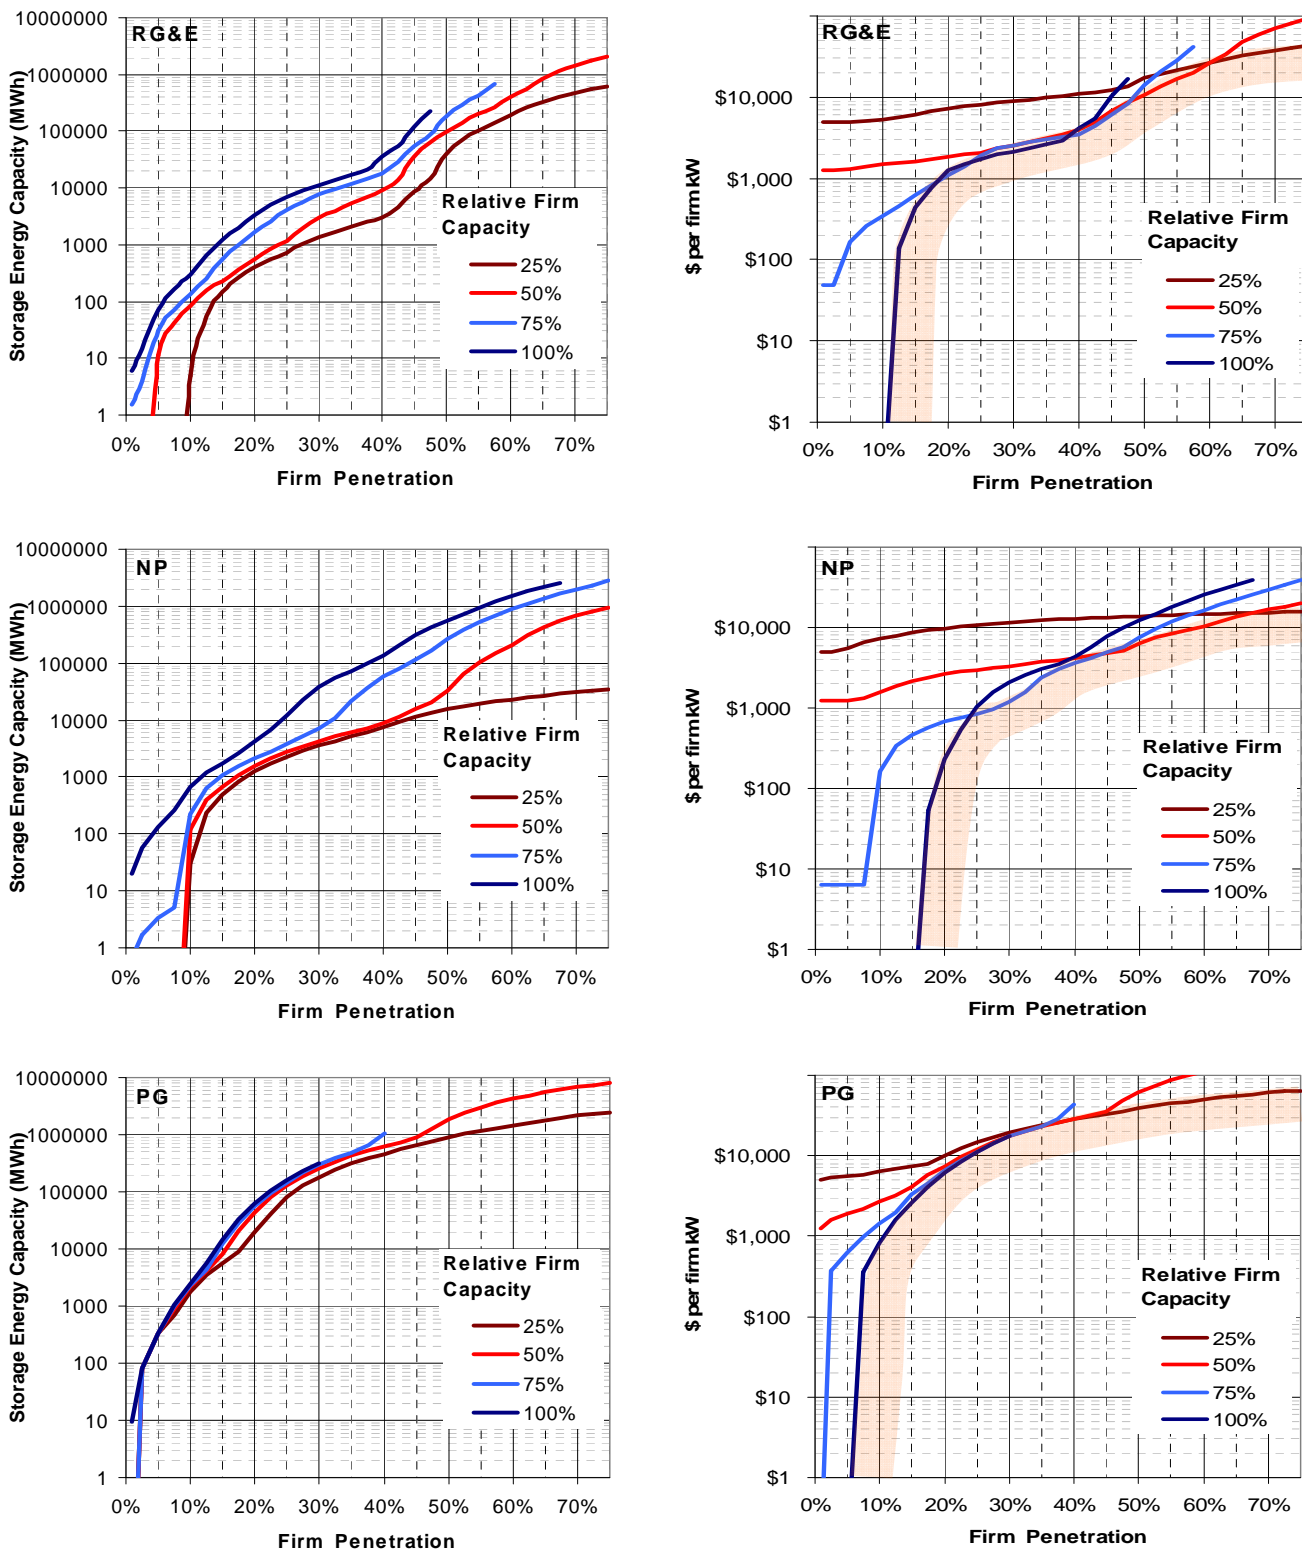 RG&E
Storage Energy Capacity (MWh)
10000000
1000000
100000
10000
1000
100
10
1
0% 10% 20% 30% 40% 50% 60% 70%
Firm Penetration
Relative Firm
Capacity
25%
50%
75%
100%
RG&E
$ per firm kW
$10,000
$1,000
$100
$10
$1
0% 10% 20% 30% 40% 50% 60% 70%
Firm Penetration
Relative Firm
Capacity
25%
50%
75%
100%
NP
Storage Energy Capacity (MWh)
10000000
1000000
100000
10000
1000
100
10
1
0% 10% 20% 30% 40% 50% 60% 70%
Firm Penetration
Relative Firm
Capacity
25%
50%
75%
100%
NP
$ per firm kW
$10,000
$1,000
$100
$10
$1
0% 10% 20% 30% 40% 50% 60% 70%
Firm Penetration
Relative Firm
Capacity
25%
50%
75%
100%
PG
Storage Energy Capacity (MWh)
10000000
1000000
100000
10000
1000
100
10
1
0% 10% 20% 30% 40% 50% 60% 70%
Firm Penetration
Relative Firm
Capacity
25%
50%
75%
100%
PG
$ per firm kW
$10,000
$1,000
$100
$10
$1
0% 10% 20% 30% 40% 50% 60% 70%
Firm Penetration
Relative Firm
Capacity
25%
50%
75%
100%